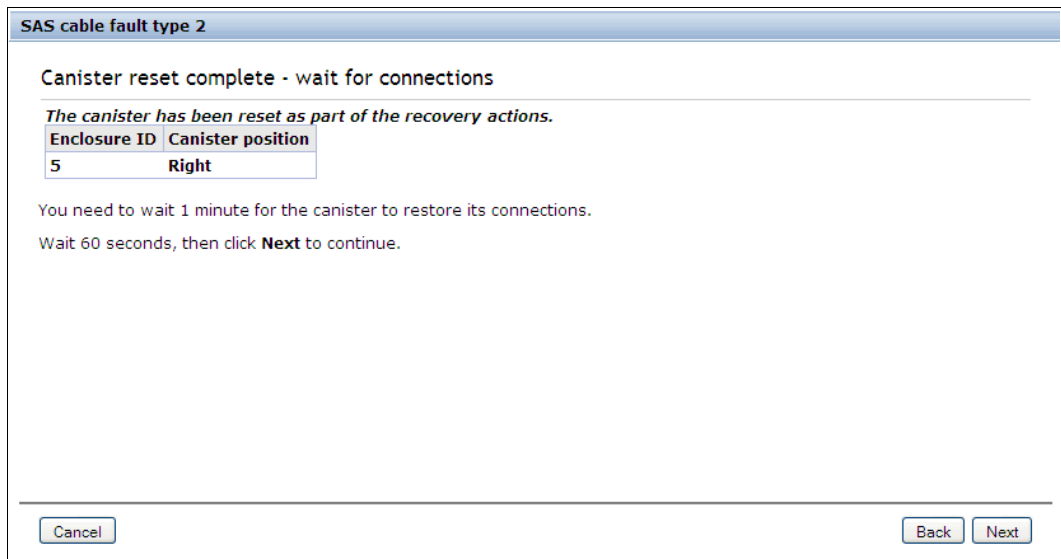 SAS cable fault type 2
Canister reset complete - wait for connections
The canister has been reset as part of the recovery actions.
Enclosure ID Canister position
5 Right
You need to wait 1 minute for the canister to restore its connections.
Wait 60 seconds, then click Next to continue.
Cancel Back Next